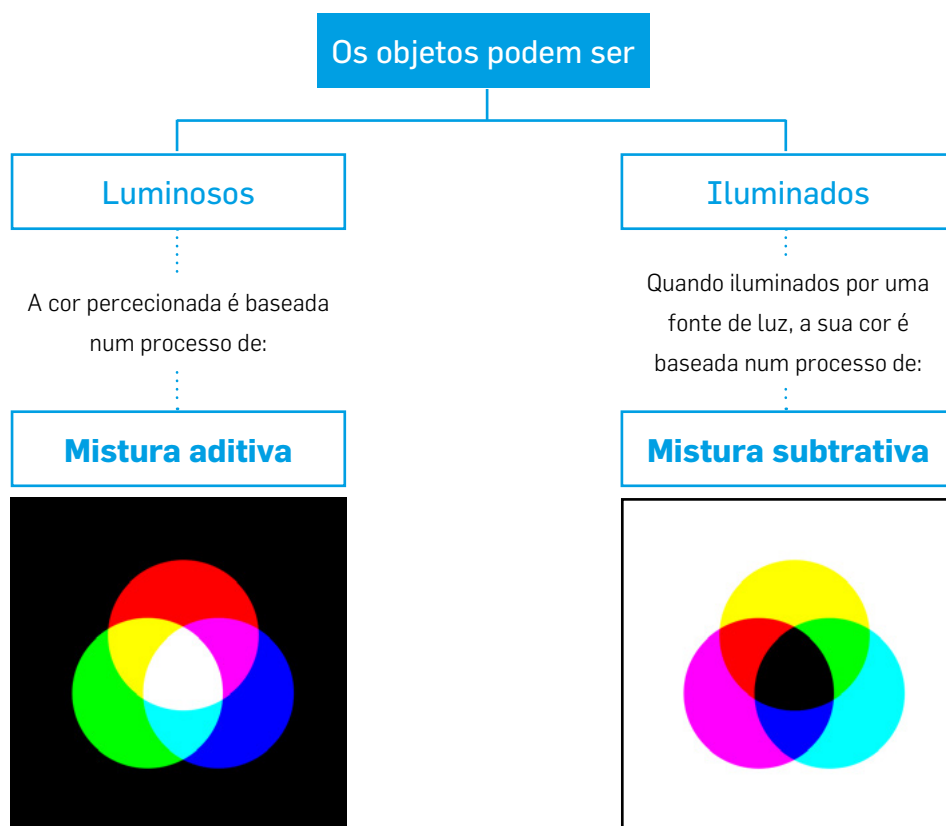 Os objetos podem ser
Luminosos
A cor percecionada é baseada
num processo de:
Mistura aditiva
Iluminados
Quando iluminados por uma
fonte de luz, a sua cor é
baseada num processo de:
Mistura subtrativa